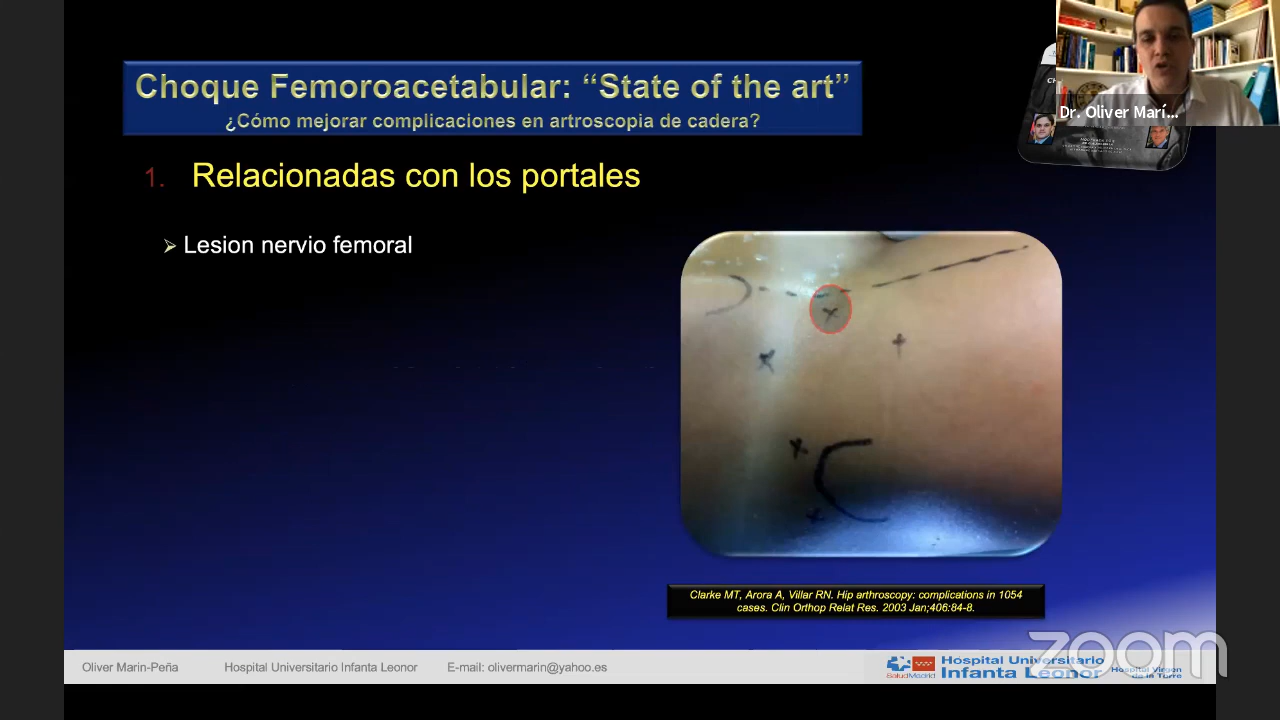 Choque Femoroacetabular: “State of the art”
¿Cómo mejorar complicaciones en artroscopia de cadera?
Dr. Oliver Marí...
1. Relacionadas con los portales
Lesion nervio femoral
Clarke MT, Arora A, Villar RN. Hip arthroscopy: complications in 1054
cases. Clin Orthop Relat Res. 2003 Jan;406:84-8.
zoom
Oliver Marin-Peña Hospital Universitario Infanta Leonor E-mail: olivermarin@yahoo.es
SaludMadrid
Hospital Universitario
Infanta Leonor
Hospital Virgen
de la Torre